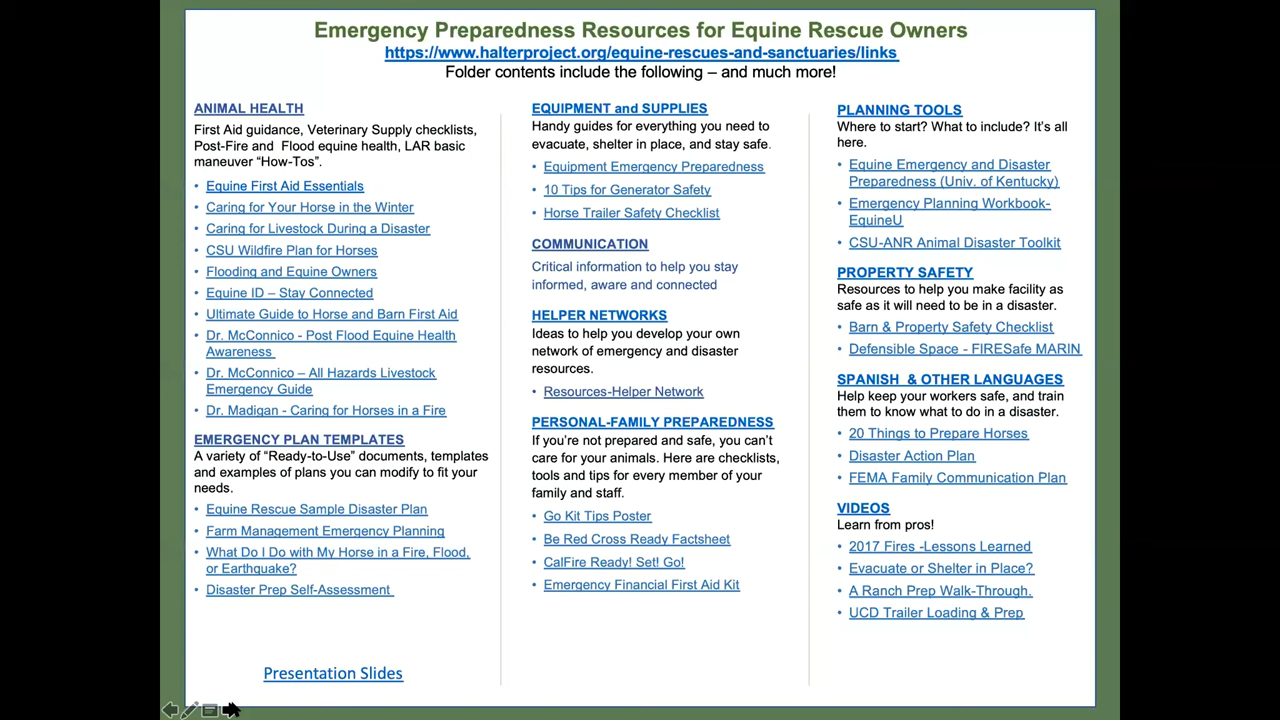 Emergency Preparedness Resources for Equine Rescue Owners
https://www.halterproject.org/equine-rescues-and-sanctuaries/links
Folder contents include the following – and much more!
ANIMAL HEALTH
First Aid guidance, Veterinary Supply checklists,
Post-Fire and Flood equine health, LAR basic
maneuver “How-Tos”.
• Equine First Aid Essentials
• Caring for Your Horse in the Winter
• Caring for Livestock During a Disaster
• CSU Wildfire Plan for Horses
• Flooding and Equine Owners
• Equine ID – Stay Connected
• Ultimate Guide to Horse and Barn First Aid
• Dr. McConnico - Post Flood Equine Health
Awareness
• Dr. McConnico – All Hazards Livestock
Emergency Guide
• Dr. Madigan - Caring for Horses in a Fire
EMERGENCY PLAN TEMPLATES
A variety of “Ready-to-Use” documents, templates
and examples of plans you can modify to fit your
needs.
• Equine Rescue Sample Disaster Plan
• Farm Management Emergency Planning
• What Do I Do with My Horse in a Fire, Flood,
or Earthquake?
• Disaster Prep Self-Assessment
Presentation Slides
EQUIPMENT and SUPPLIES
Handy guides for everything you need to
evacuate, shelter in place, and stay safe.
• Equipment Emergency Preparedness
• 10 Tips for Generator Safety
• Horse Trailer Safety Checklist
COMMUNICATION
Critical information to help you stay
informed, aware and connected
HELPER NETWORKS
Ideas to help you develop your own
network of emergency and disaster
resources.
• Resources-Helper Network
PERSONAL-FAMILY PREPAREDNESS
If you’re not prepared and safe, you can’t
care for your animals. Here are checklists,
tools and tips for every member of your
family and staff.
• Go Kit Tips Poster
• Be Red Cross Ready Factsheet
• CalFire Ready! Set! Go!
• Emergency Financial First Aid Kit
PLANNING TOOLS
Where to start? What to include? It’s all
here.
• Equine Emergency and Disaster
Preparedness (Univ. of Kentucky)
• Emergency Planning Workbook-
EquineU
• CSU-ANR Animal Disaster Toolkit
PROPERTY SAFETY
Resources to help you make facility as
safe as it will need to be in a disaster.
• Barn & Property Safety Checklist
• Defensible Space - FIRESafe MARIN
SPANISH & OTHER LANGUAGES
Help keep your workers safe, and train
them to know what to do in a disaster.
• 20 Things to Prepare Horses
• Disaster Action Plan
• FEMA Family Communication Plan
VIDEOS
Learn from pros!
• 2017 Fires -Lessons Learned
• Evacuate or Shelter in Place?
• A Ranch Prep Walk-Through.
• UCD Trailer Loading & Prep